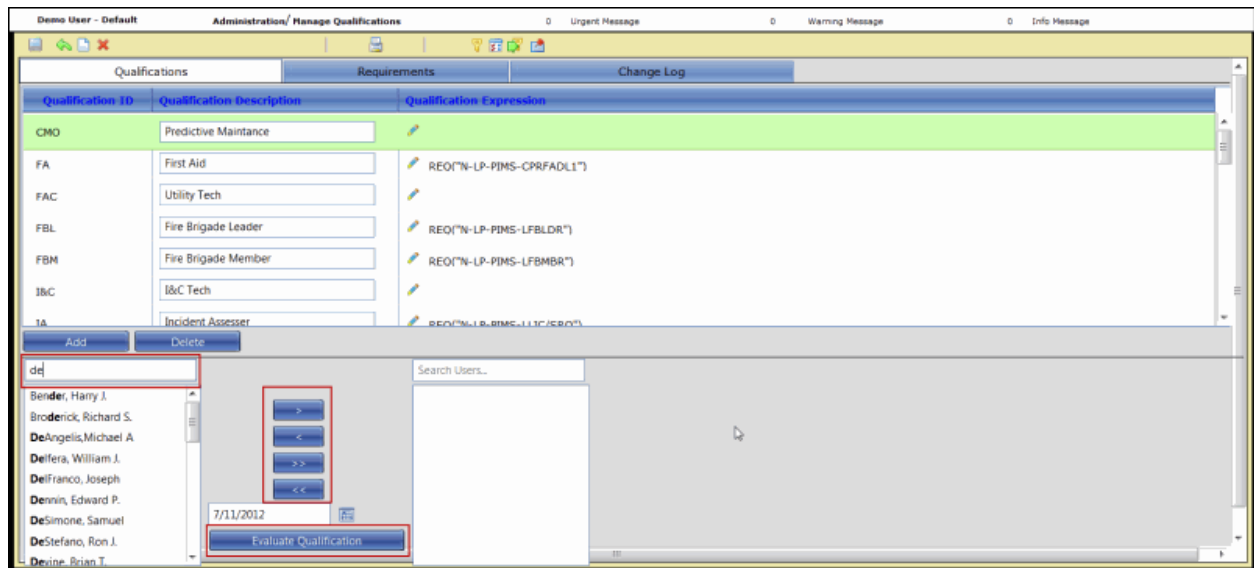 Demo User - Default Administration/ Manage Qualifications 0 Urgent Message 0 Warning Message 0 Info Message
Qualifications Requirements Change Log
Qualification ID Qualification Description Qualification Expression
CMO Predictive Maintance
FA First Aid REQ("N-LP-PIMS-CPRFADL1")
FAC Utility Tech
FBL Fire Brigade Leader REQ("N-LP-PIMS-LFBLDR")
FBM Fire Brigade Member REQ("N-LP-PIMS-LFBMBR")
I&C I&C Tech
IA Incident Assesser
Add Delete
de Search Users...
Bender, Harry J.
Broderick, Richard S. >
DeAngelis,Michael A <
Delfera, William J. >>
DelFranco, Joseph <<
Dennin, Edward P.
DeSimone, Samuel 7/11/2012
DeStefano, Ron J. Evaluate Qualification
Devine, Brian T.